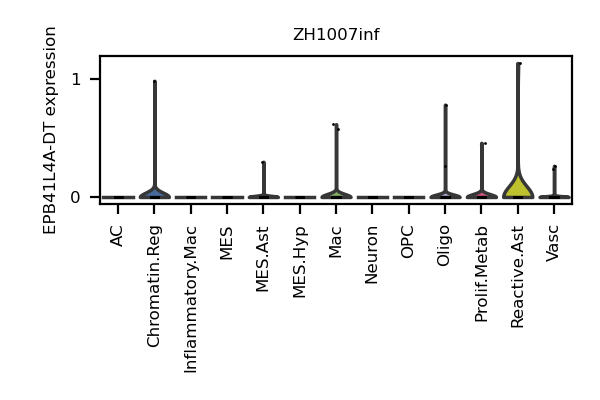 ZH1007inf
EPB41L4A-DT expression
1
0
AC
Chromatin.Reg
Inflammatory.Mac
MES
MES.Ast
MES.Hyp
Mac
Neuron
OPC
Oligo
Prolif.Metab
Reactive.Ast
Vasc